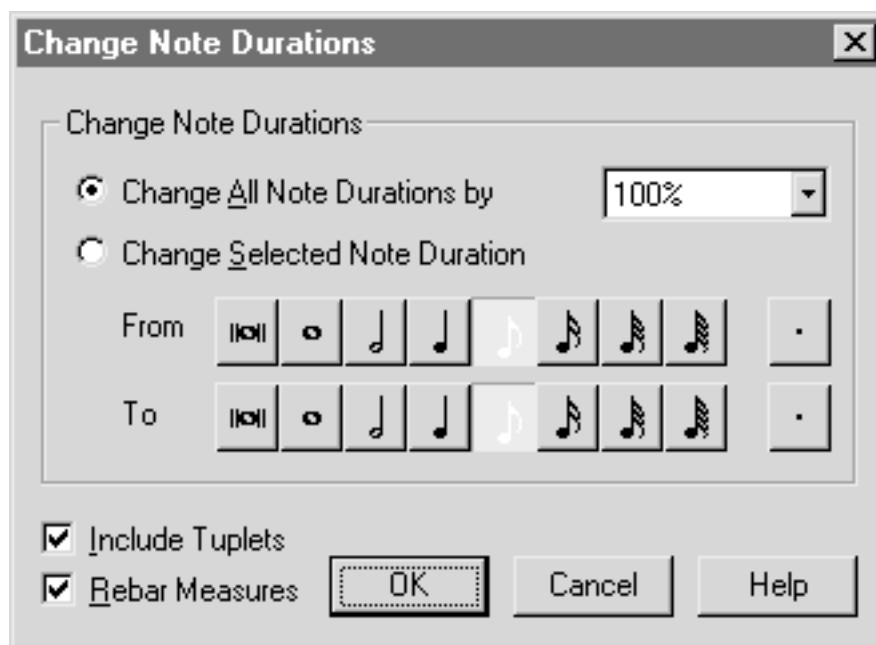 Change Note Durations
Change Note Durations
Change All Note Durations by 100%
Change Selected Note Duration
From
To
Include Tuplets
Rebar Measures
OK Cancel Help